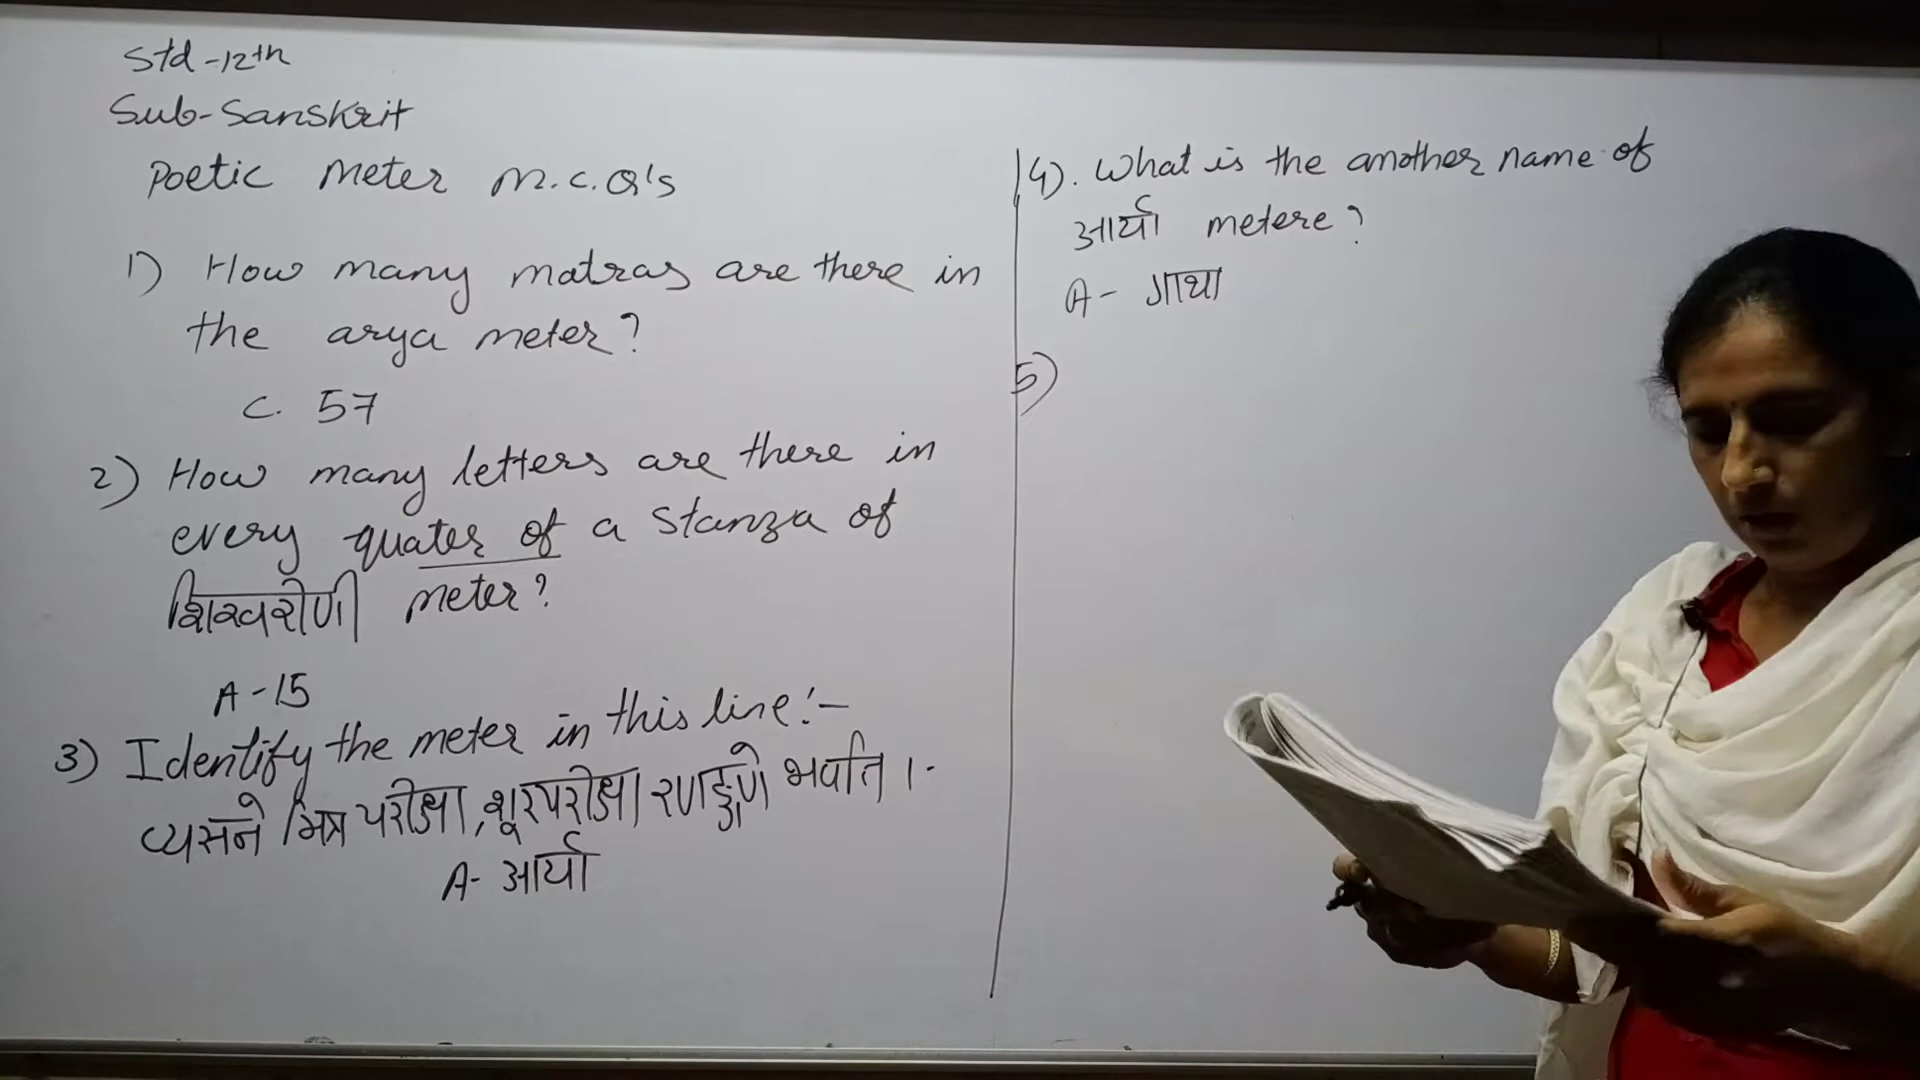 Std-12th
Sub-Sanskrit
Poetic Meter M.C.Q's
1) How many matras are there in
the arya meter?
C. 57
2) How many letters are there in
every quater of a stanza of
शिखरीणी meter?
A-15
3) Identify the meter in this line:-
व्यसने मित्र परीक्षा, शूरपरीक्षा रणाङ्गणे भवति ।-
A- आर्या
4). What is the another name of
आर्या metere?
A- गाथा
5)